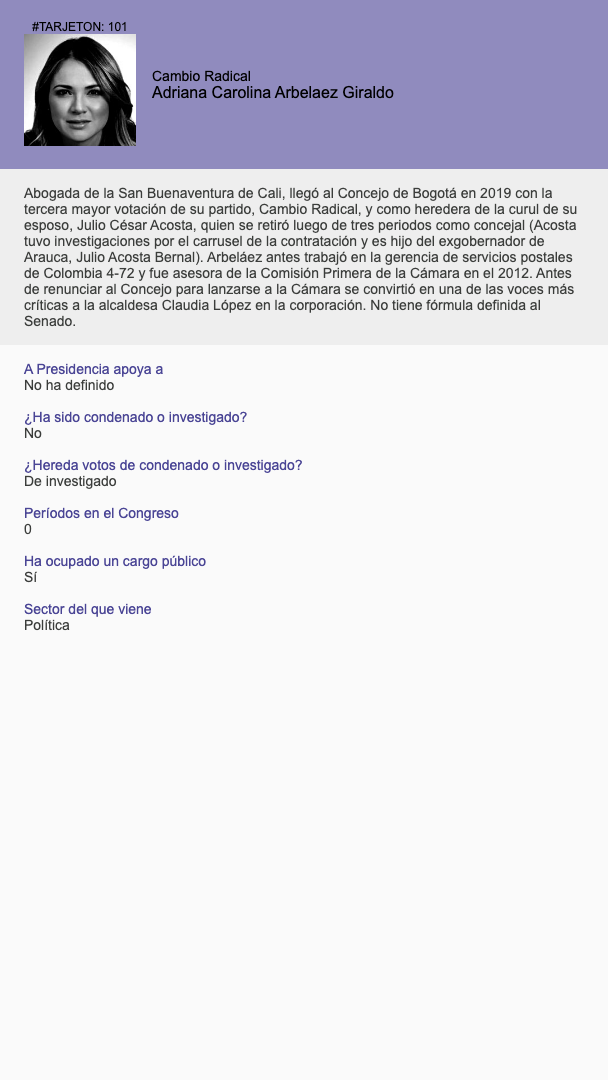 #TARJETON: 101
Cambio Radical
Adriana Carolina Arbelaez Giraldo
Abogada de la San Buenaventura de Cali, llegó al Concejo de Bogotá en 2019 con la
tercera mayor votación de su partido, Cambio Radical, y como heredera de la curul de su
esposo, Julio César Acosta, quien se retiró luego de tres periodos como concejal (Acosta
tuvo investigaciones por el carrusel de la contratación y es hijo del exgobernador de
Arauca, Julio Acosta Bernal). Arbeláez antes trabajó en la gerencia de servicios postales
de Colombia 4-72 y fue asesora de la Comisión Primera de la Cámara en el 2012. Antes
de renunciar al Concejo para lanzarse a la Cámara se convirtió en una de las voces más
críticas a la alcaldesa Claudia López en la corporación. No tiene fórmula definida al
Senado.
A Presidencia apoya a
No ha definido
¿Ha sido condenado o investigado?
No
¿Hereda votos de condenado o investigado?
De investigado
Períodos en el Congreso
0
Ha ocupado un cargo público
Sí
Sector del que viene
Política